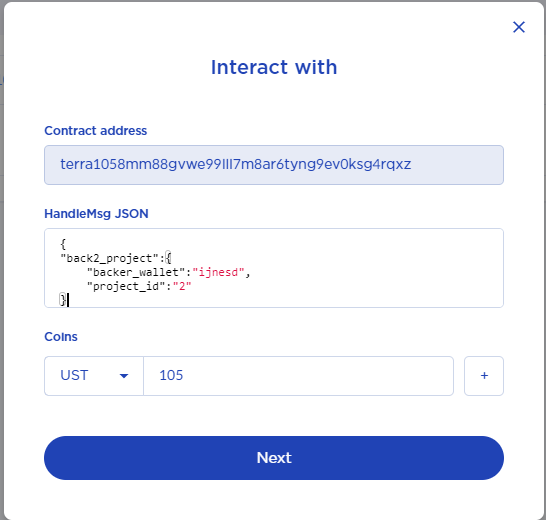 Interact with
Contract address
terra1058mm88gvwe99lll7m8ar6tyng9ev0ksg4rqxz
HandleMsg JSON
{
"back2_project":{
"backer_wallet":"ijnesd",
"project_id":"2"
}
Coins
UST 105 +
Next